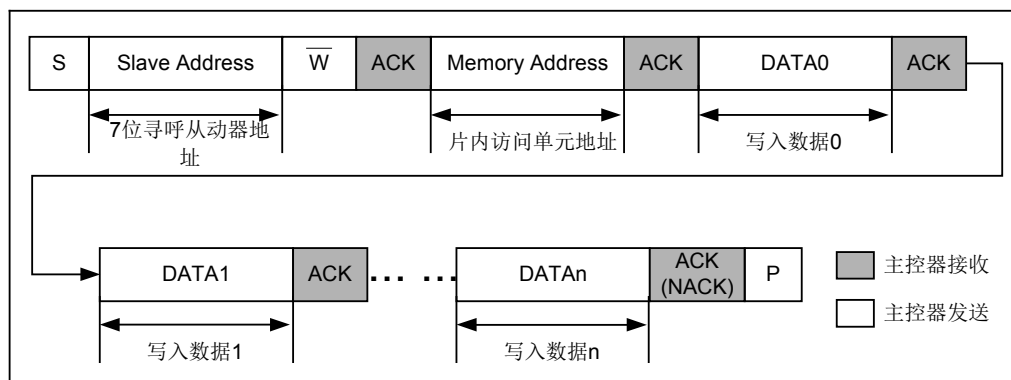 S Slave Address W ACK Memory Address ACK DATA0 ACK
7位寻呼从动器地
址
片内访问单元地址
写入数据0
DATA1 ACK ... ... DATAn ACK
(NACK) P
主控器接收
主控器发送
写入数据1
写入数据n